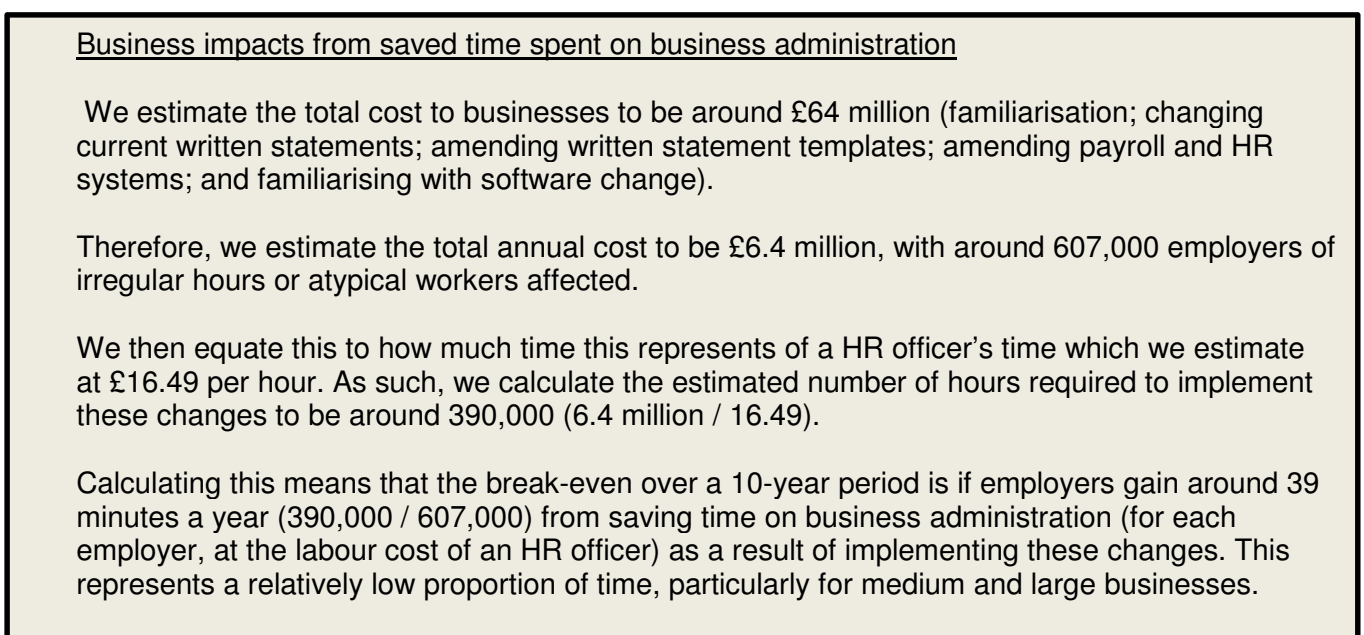 Business impacts from saved time spent on business administration
We estimate the total cost to businesses to be around £64 million (familiarisation; changing
current written statements; amending written statement templates; amending payroll and HR
systems; and familiarising with software change).
Therefore, we estimate the total annual cost to be £6.4 million, with around 607,000 employers of
irregular hours or atypical workers affected.
We then equate this to how much time this represents of a HR officer's time which we estimate
at £16.49 per hour. As such, we calculate the estimated number of hours required to implement
these changes to be around 390,000 (6.4 million / 16.49).
Calculating this means that the break-even over a 10-year period is if employers gain around 39
minutes a year (390,000 / 607,000) from saving time on business administration (for each
employer, at the labour cost of an HR officer) as a result of implementing these changes. This
represents a relatively low proportion of time, particularly for medium and large businesses.